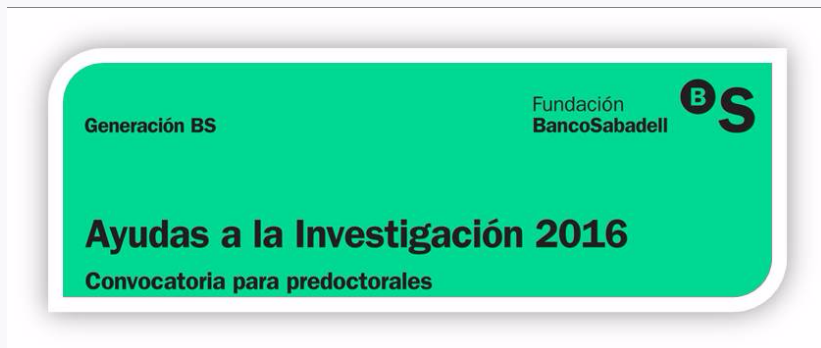 Generación BS
Fundación
BancoSabadell
BS
Ayudas a la Investigación 2016
Convocatoria para predoctorales